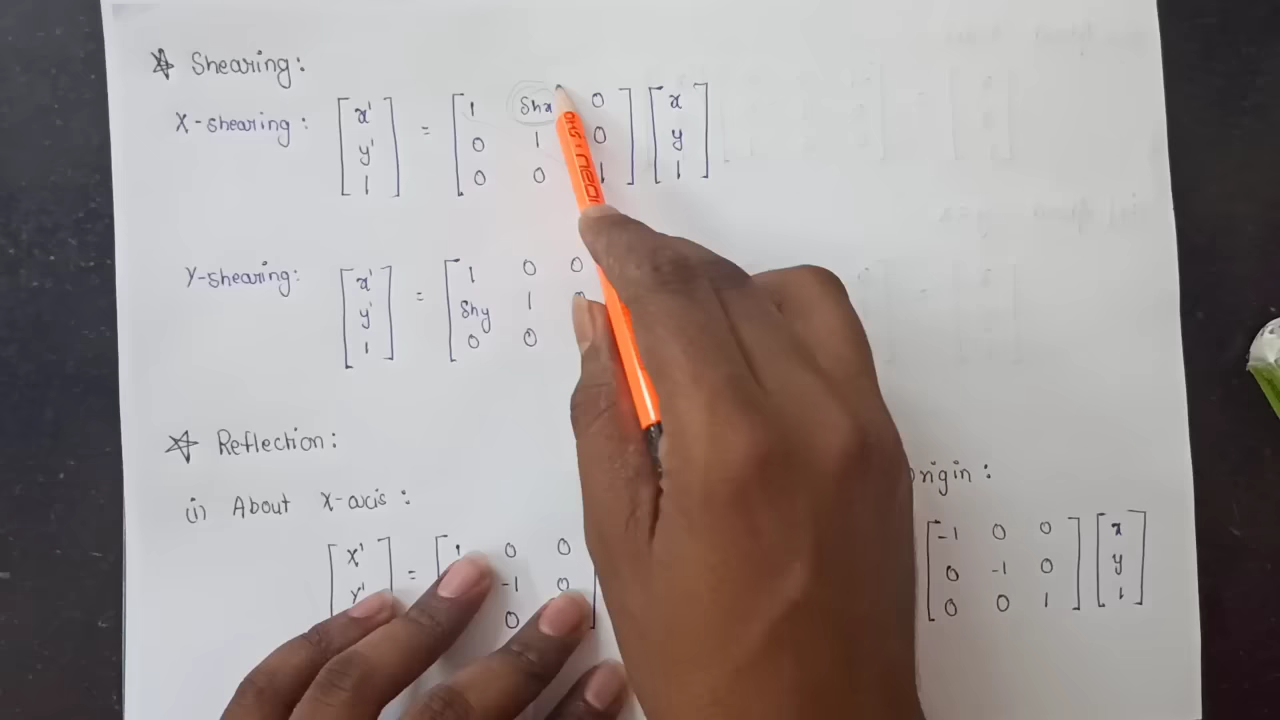 ☆ Shearing:
X-shearing: [x' y' 1] = [1 Shx 0
0 1 0
0 0 1] [x y 1]
Y-shearing: [x' y' 1] = [1 0 0
Shy 1 0
0 0
☆ Reflection:
(i) About X-axis:
origin:
[x' y' = [1 0 0
-1 0
0
[-1 0 0
0 -1 0
0 0 1] [x y 1]